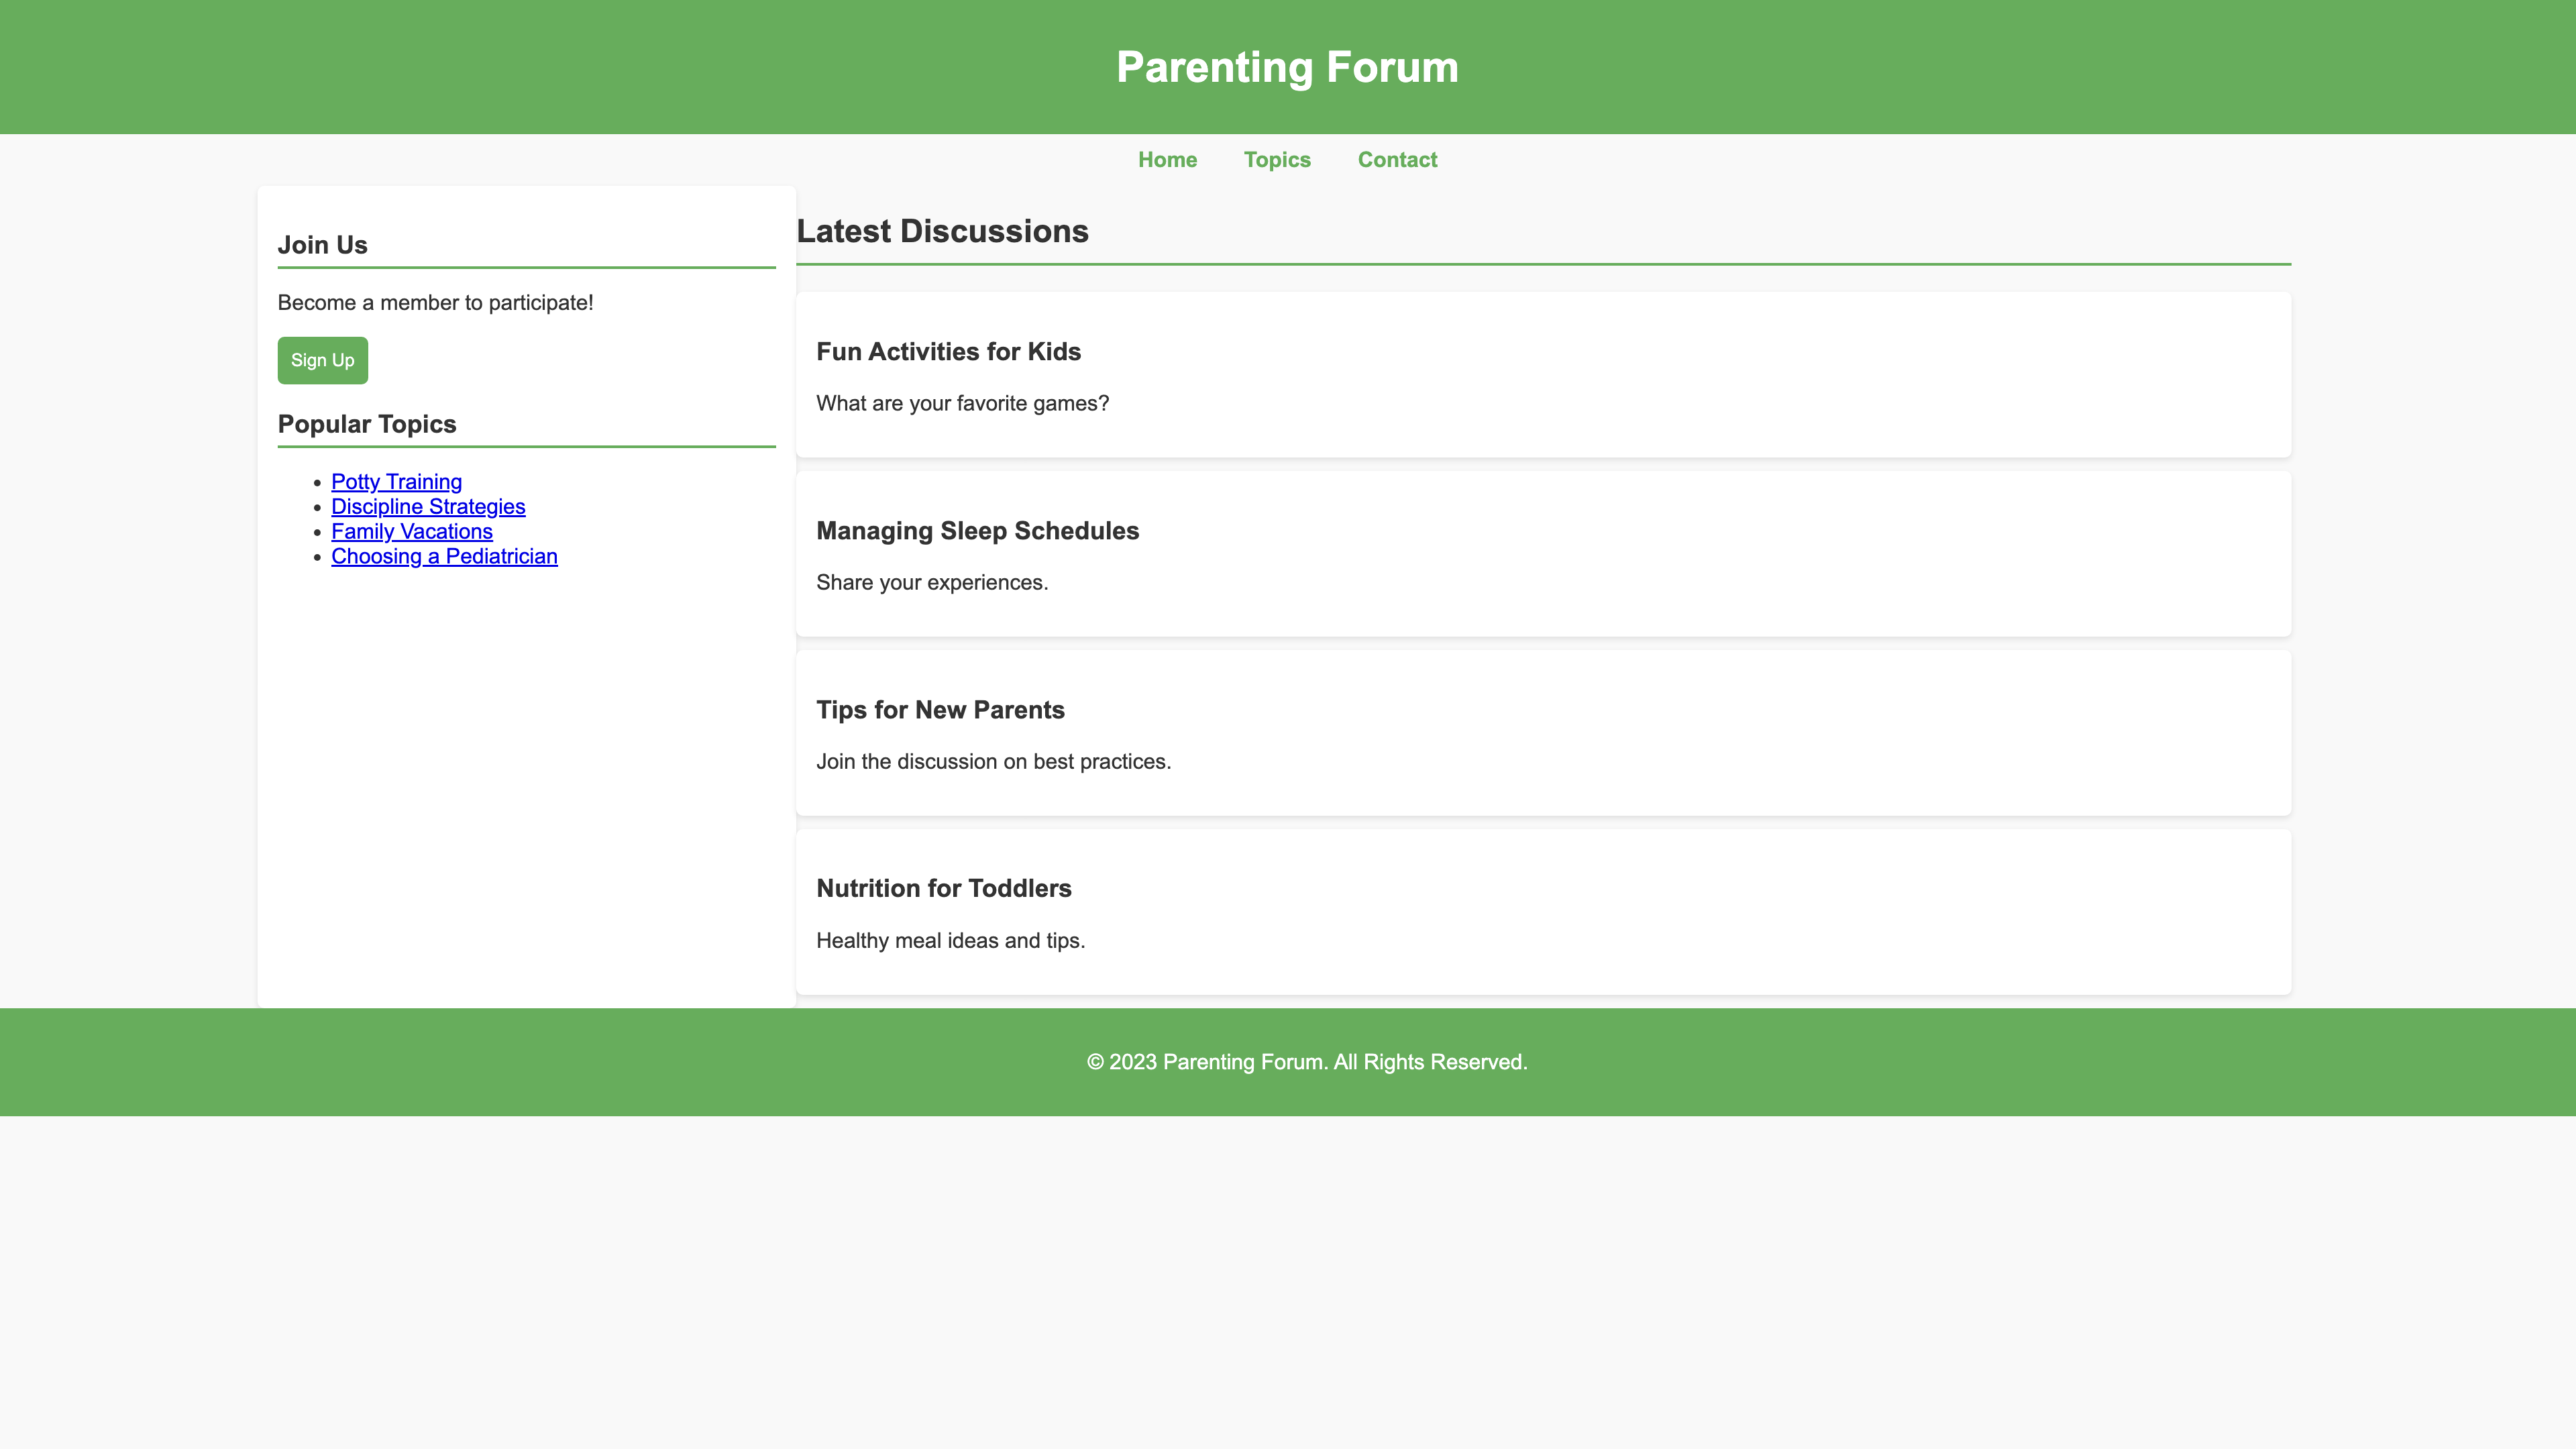 Parenting Forum
Home Topics Contact
Join Us
Become a member to participate!
Sign Up
Popular Topics
Potty Training
Discipline Strategies
Family Vacations
Choosing a Pediatrician
Latest Discussions
Fun Activities for Kids
What are your favorite games?
Managing Sleep Schedules
Share your experiences.
Tips for New Parents
Join the discussion on best practices.
Nutrition for Toddlers
Healthy meal ideas and tips.
© 2023 Parenting Forum. All Rights Reserved.